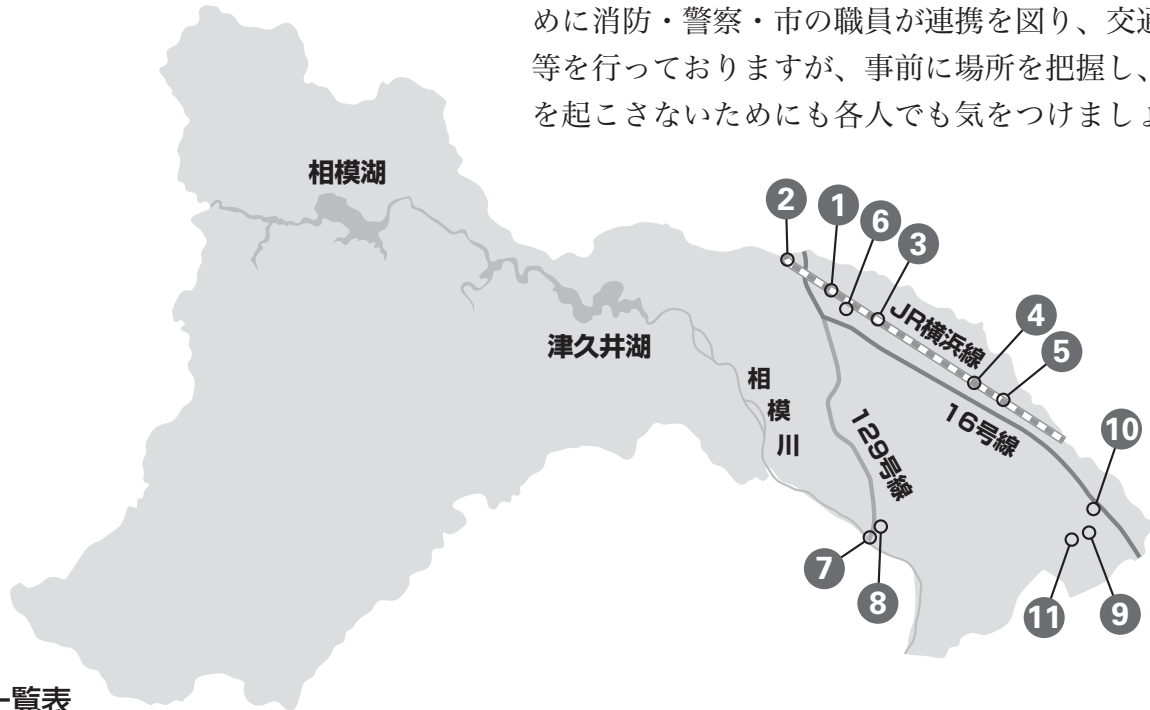 めに消防・警察・市の職員が連携を図り、交通
等を行っておりますが、事前に場所を把握し、
を起こさないためにも各人でも気をつけましょ
相模湖
津久井湖
相模川
2
1
6
3
JR横浜線
4
5
16号線
129号線
10
7
8
11
9
一覧表